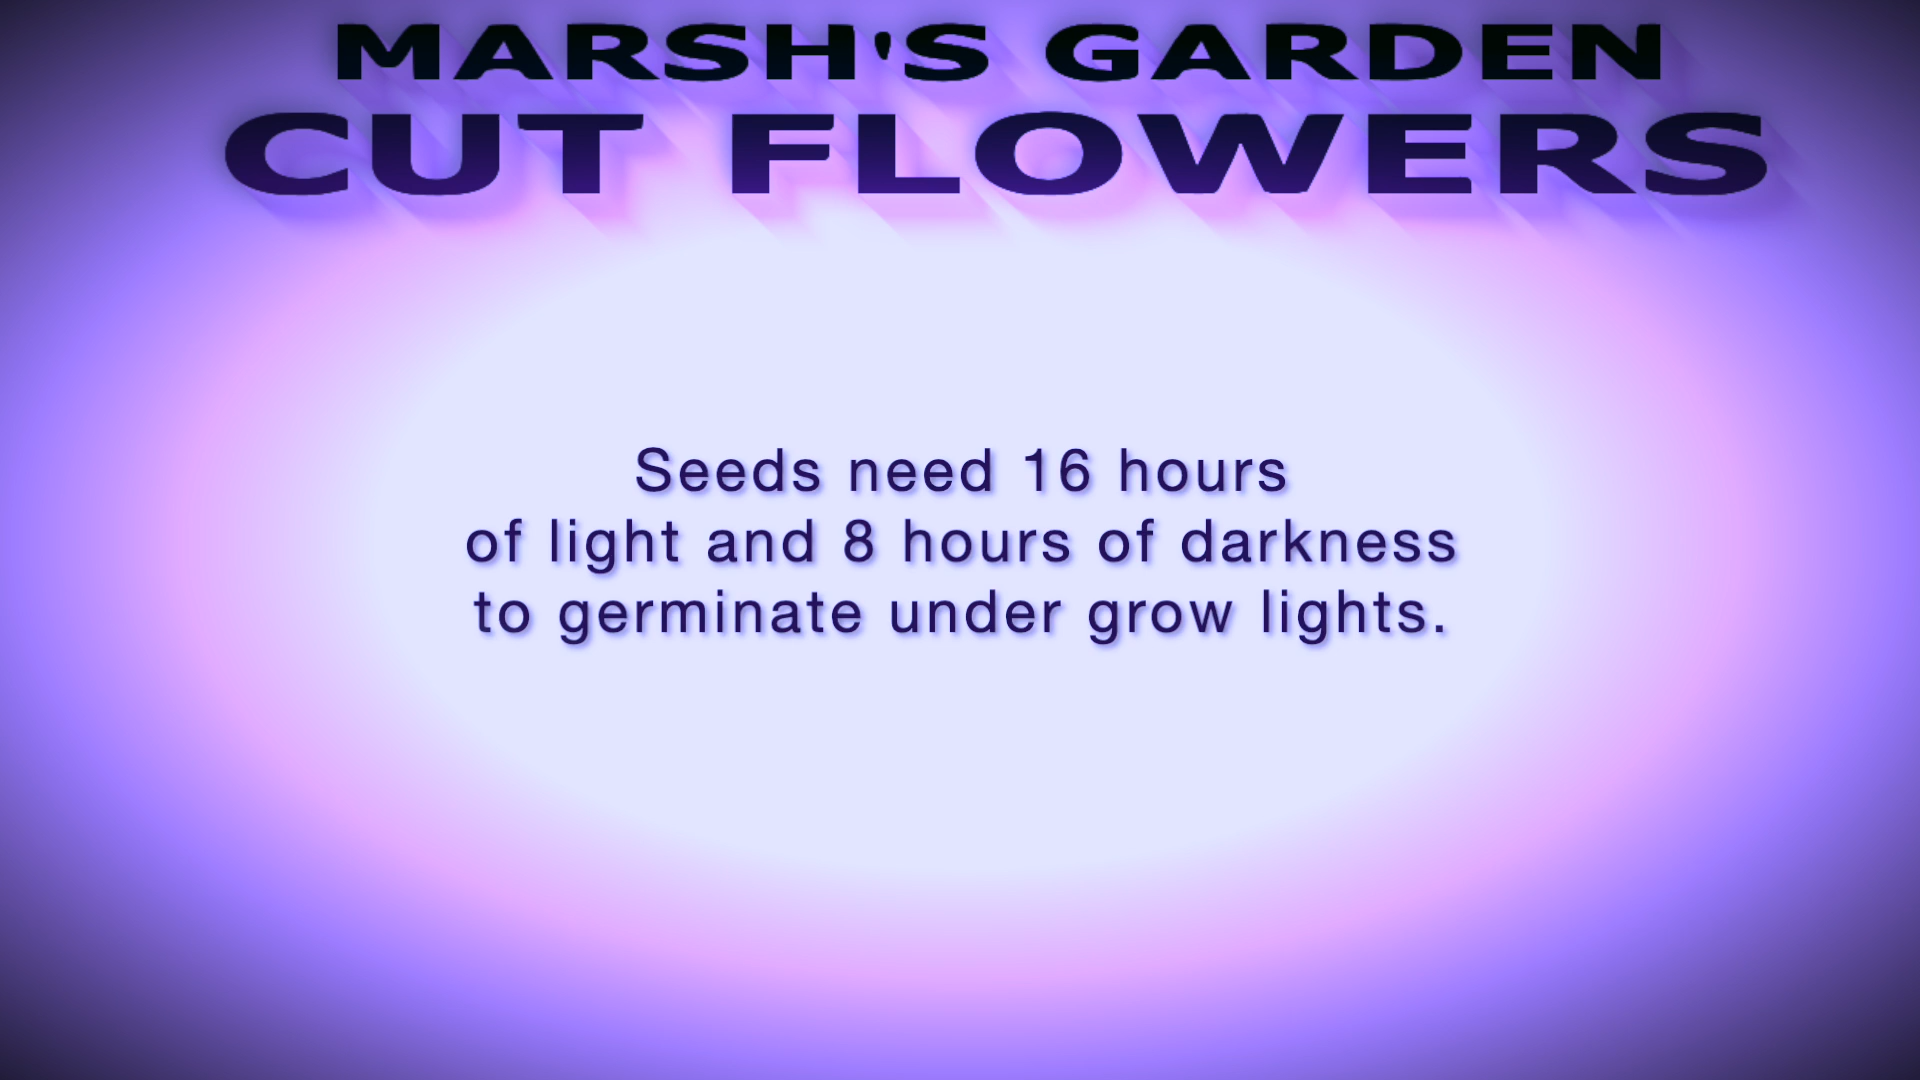 MARSH'S GARDEN
CUT FLOWERS
Seeds need 16 hours
of light and 8 hours of darkness
to germinate under grow lights.